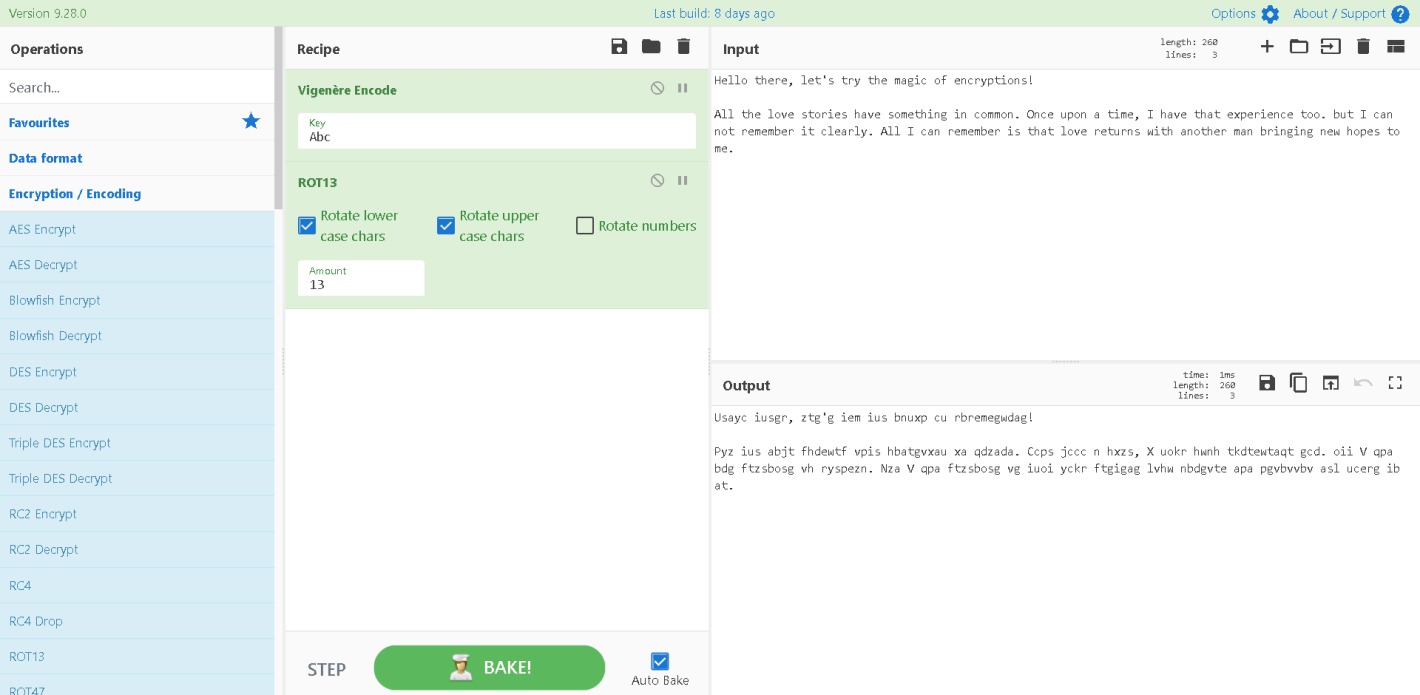 Version 9.28.0
Last build: 8 days ago
Options
About / Support
Operations
Search...
Favourites
Data format
Encryption / Encoding
AES Encrypt
AES Decrypt
Blowfish Encrypt
Blowfish Decrypt
DES Encrypt
DES Decrypt
Triple DES Encrypt
Triple DES Decrypt
RC2 Encrypt
RC2 Decrypt
RC4
RC4 Drop
ROT13
ROT47
Recipe
Vigenère Encode
Key
Abc
ROT13
Rotate lower
case chars
Rotate upper
case chars
Rotate numbers
Amount
13
STEP
BAKE!
Auto Bake
Input
length: 260
lines: 3
Hello there, let's try the magic of encryptions!
All the love stories have something in common. Once upon a time, I have that experience too. but I can
not remember it clearly. All I can remember is that love returns with another man bringing new hopes to
me.
Output
time: 1ms
length: 260
lines: 3
Usayc iusgr, ztg'g iem ius bnuxp cu rbremegwdag!
Pyz ius abjt fhdewtf vpis hbatgvxau xa qdzada. Ccps jccc n hxzs, X uokr hwnh tkdtewtaqt gcd. oii V qpa
bdg ftzsbosg vh ryspezn. Nza V qpa ftzsbosg vg iuoi yckr ftgigag lvhw nbdgvte apa pgvbvvbv asl ucerg ib
at.